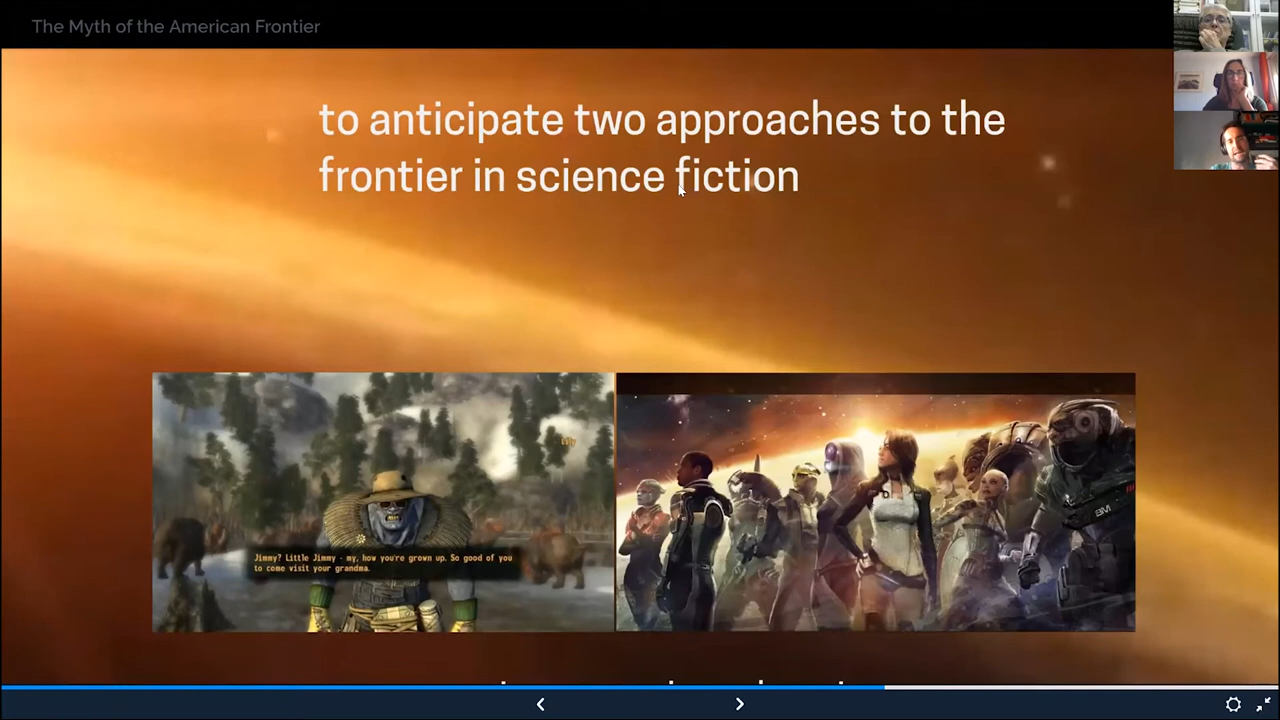 The Myth of the American Frontier
to anticipate two approaches to the
frontier in science fiction
Jimmy? Little Jimmy - my, how you're grown up. So good of you
to come visit your grandma.